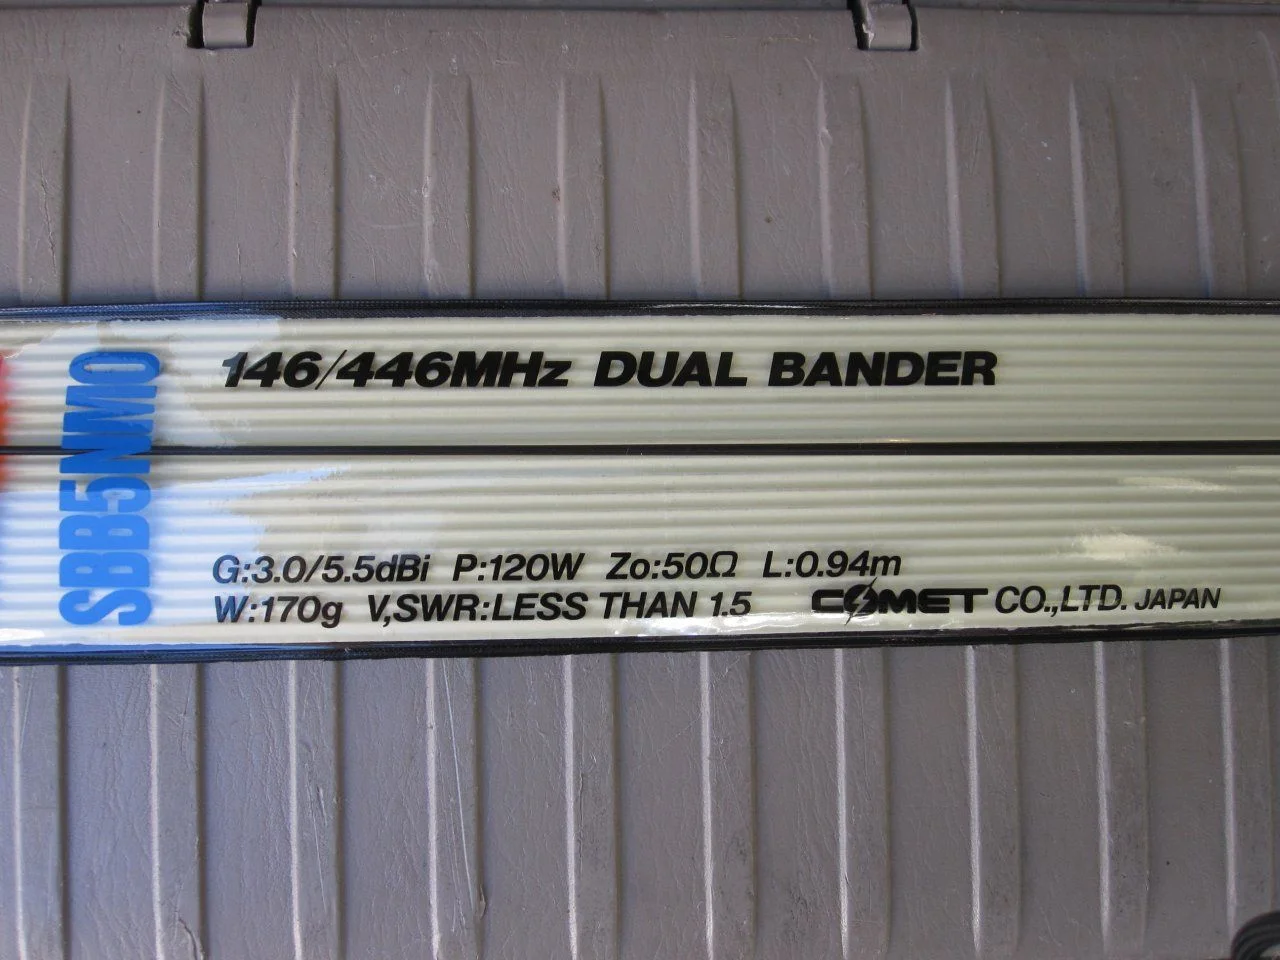 SBB5NMO
146/446MHz DUAL BANDER
G:3.0/5.5dBi P:120W Zo:50Ω L:0.94m
W:170g V,SWR:LESS THAN 1.5 COMET CO.,LTD. JAPAN